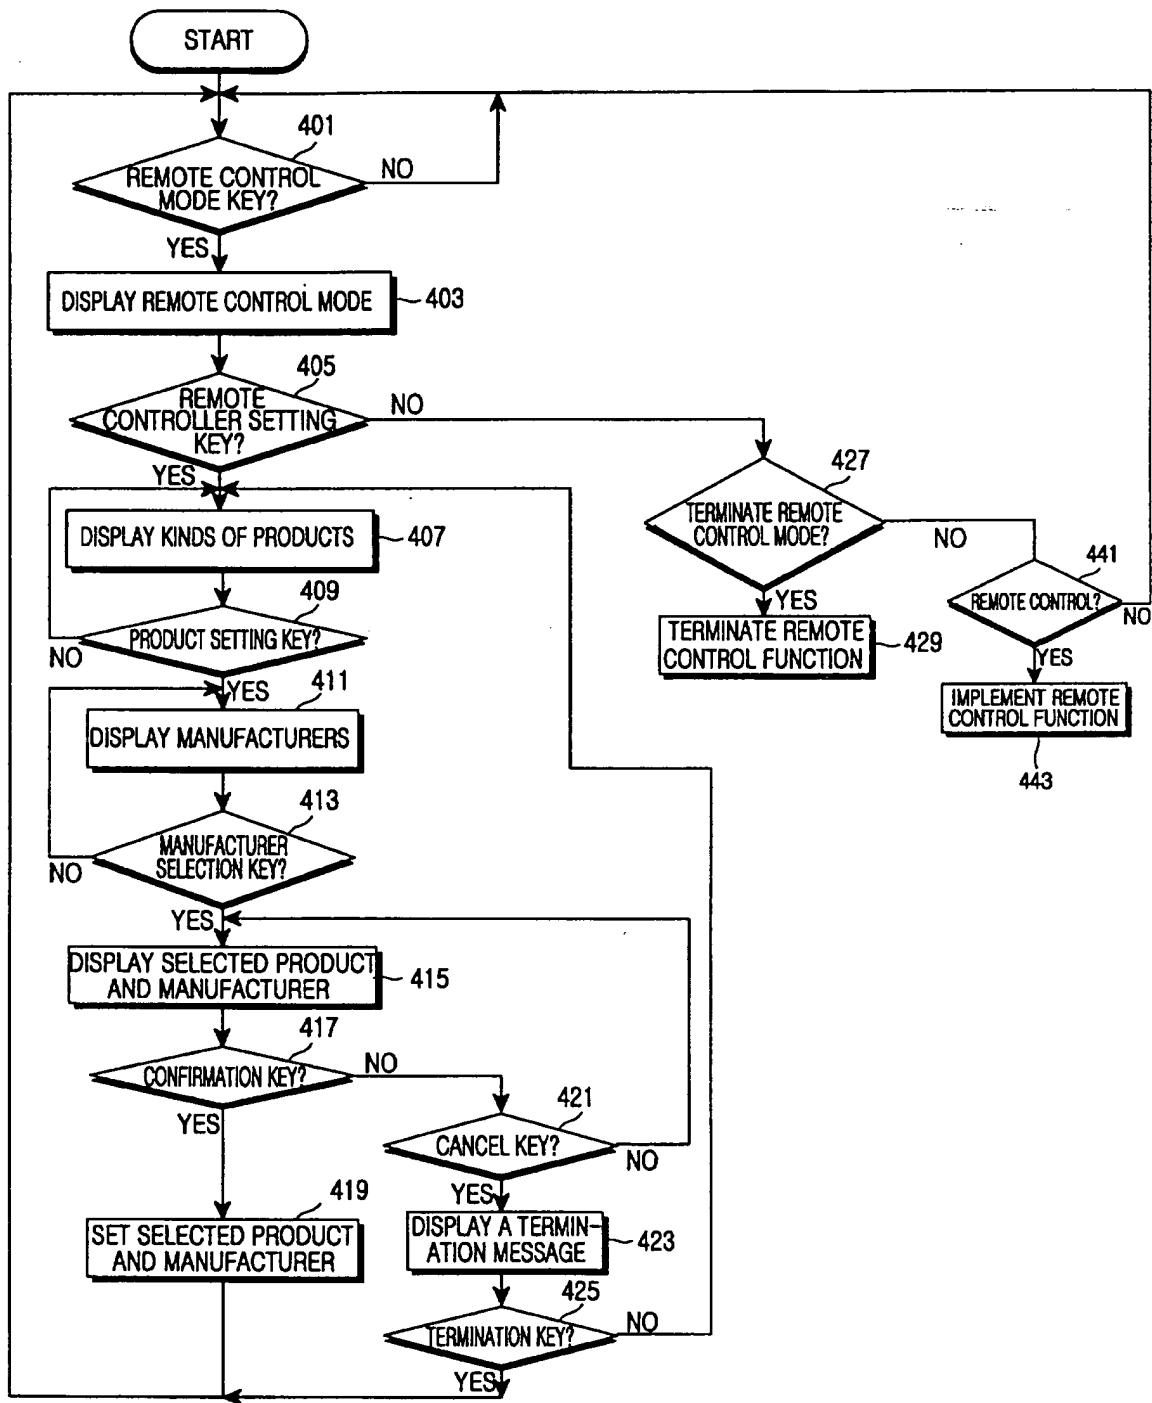 START
401
REMOTE CONTROL
MODE KEY?
NO
YES
DISPLAY REMOTE CONTROL MODE
403
405
REMOTE
CONTROLLER SETTING
KEY?
NO
YES
427
TERMINATE REMOTE
CONTROL MODE?
NO
YES
441
REMOTE CONTROL?
NO
YES
DISPLAY KINDS OF PRODUCTS
407
409
PRODUCT SETTING KEY?
NO
YES
TERMINATE REMOTE
CONTROL FUNCTION
429
IMPLEMENT REMOTE
CONTROL FUNCTION
443
411
DISPLAY MANUFACTURERS
413
MANUFACTURER
SELECTION KEY?
NO
YES
DISPLAY SELECTED PRODUCT
AND MANUFACTURER
415
417
CONFIRMATION KEY?
NO
YES
421
CANCEL KEY?
NO
YES
419
SET SELECTED PRODUCT
AND MANUFACTURER
DISPLAY A TERMIN-
ATION MESSAGE
423
425
TERMINATION KEY?
NO
YES